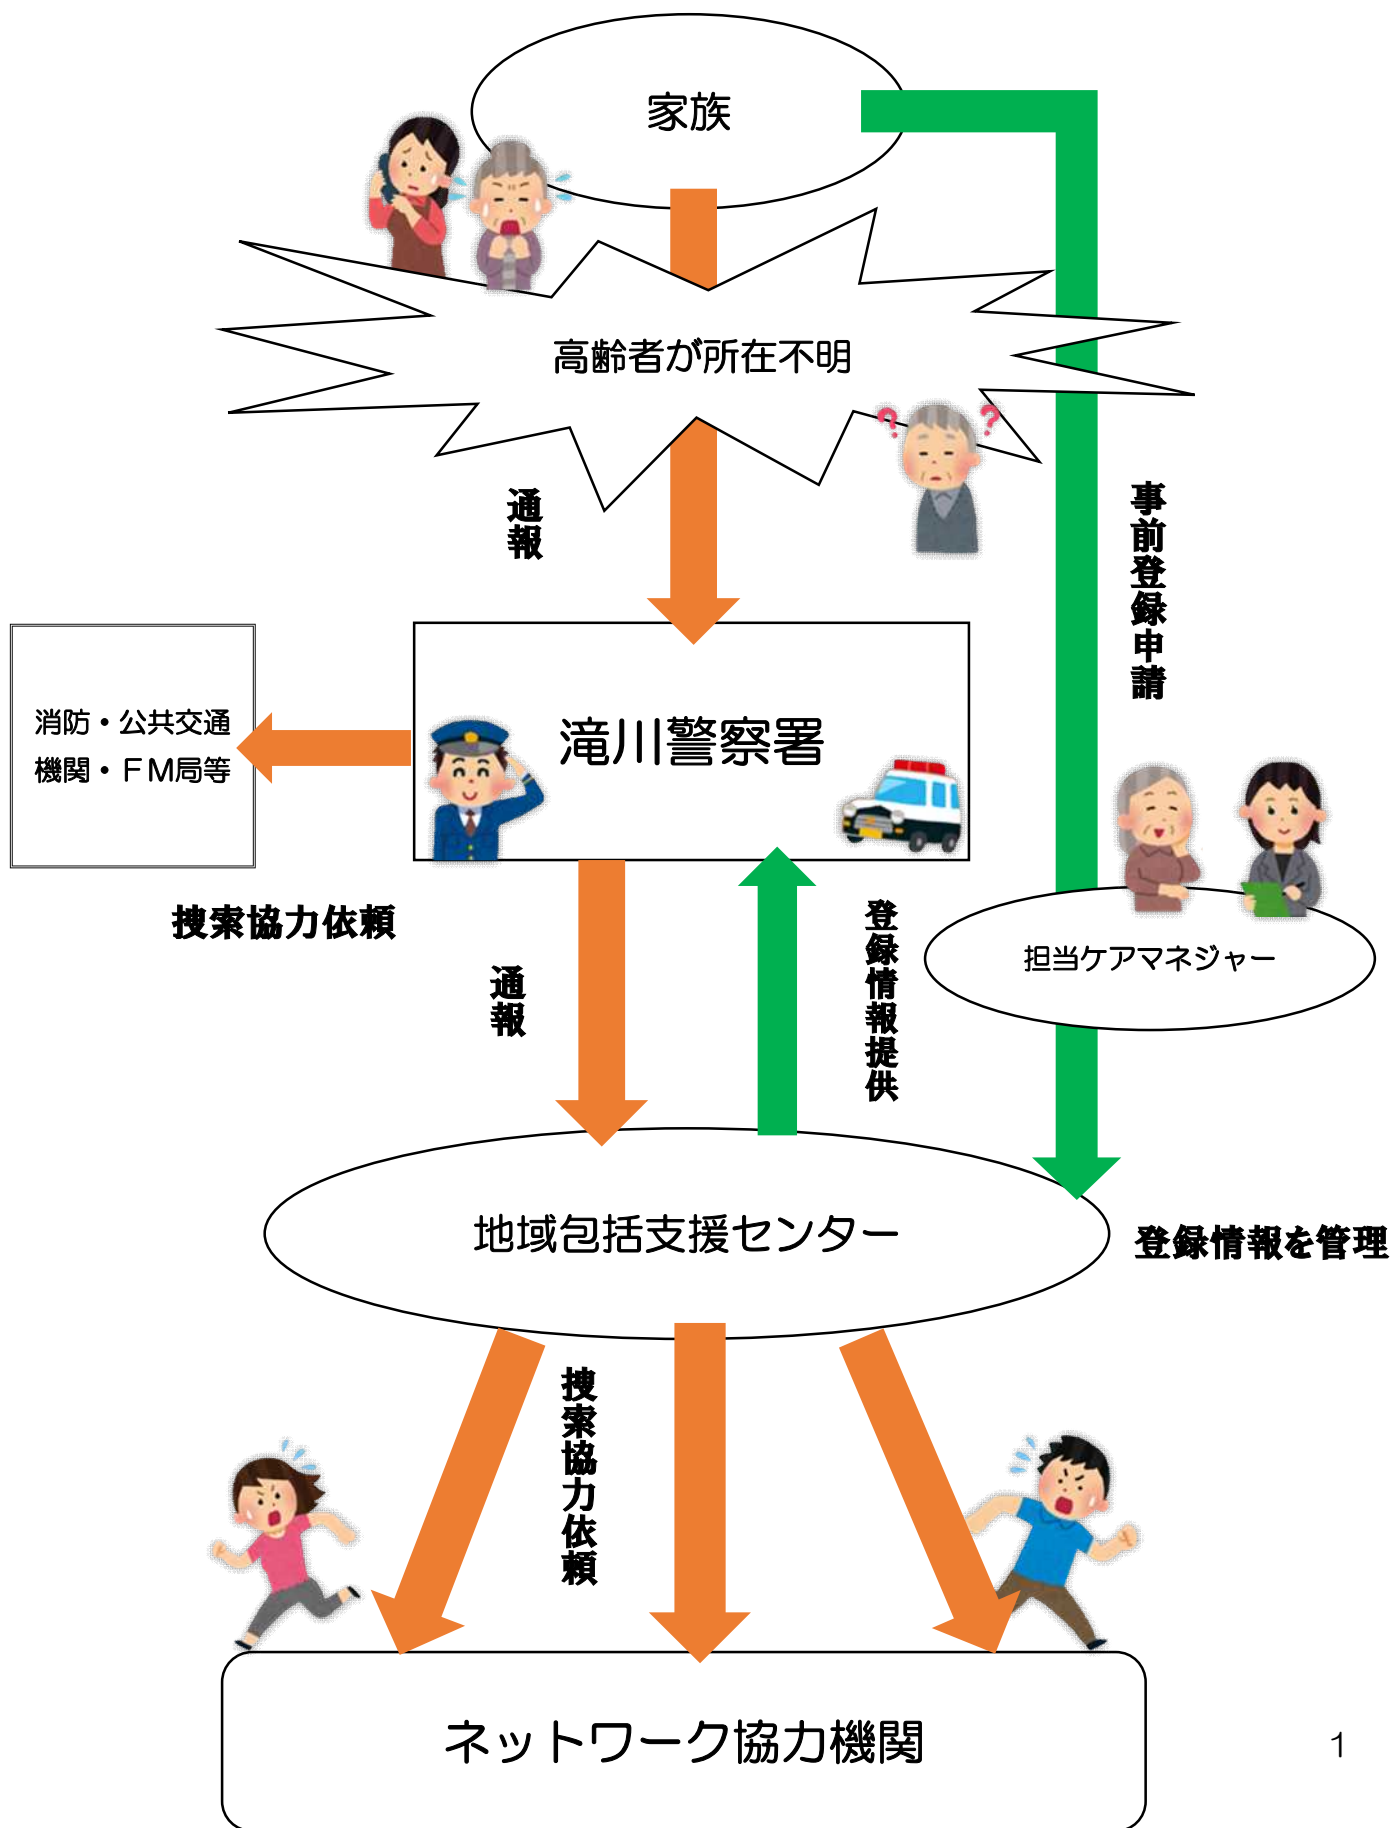 家族
高齢者が所在不明
通報
事前登録申請
滝川警察署
消防・公共交通
機関・ＦＭ局等
捜索協力依頼
通報
登録情報提供
担当ケアマネジャー
地域包括支援センター
登録情報を管理
捜索協力依頼
ネットワーク協力機関
1